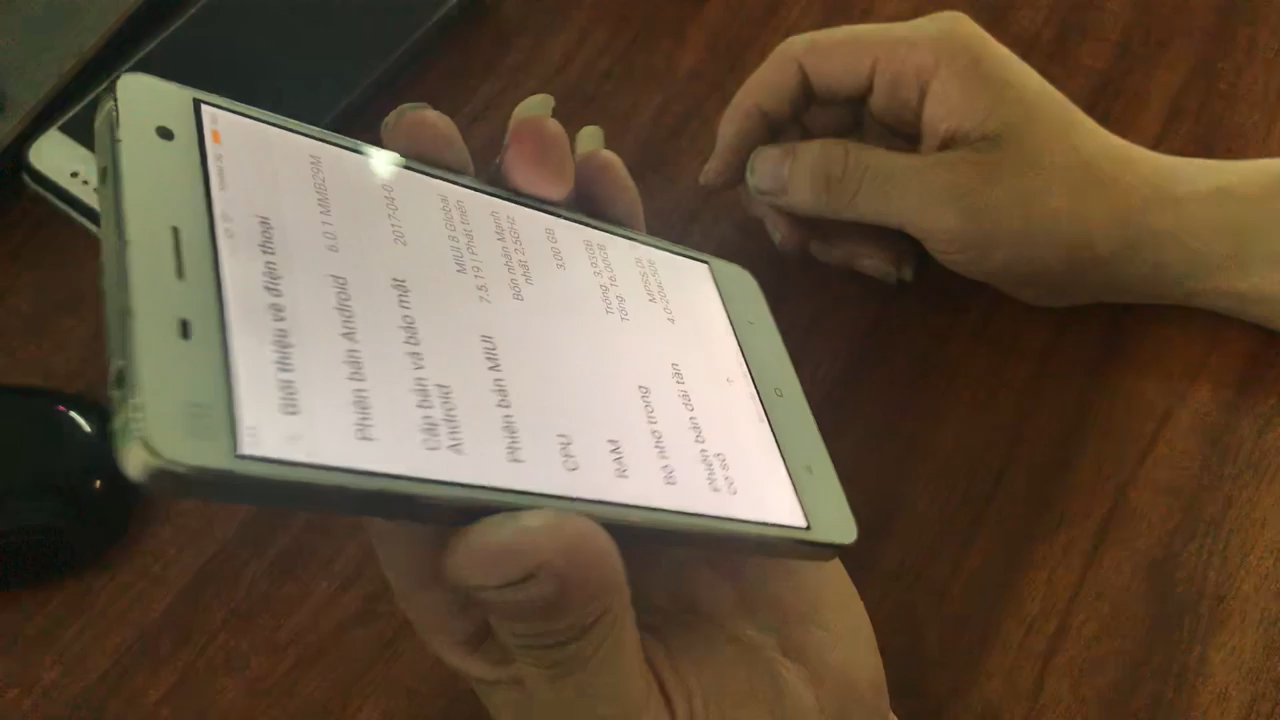 Giới thiệu về điện thoại
Phiên bản Android
6.0.1 MMB29M
Cấp bản vá bảo mật
Android
2017-04-0
Phiên bản MIUI
MIUI 8 Global
7.5.19 | Phát triển
CPU
Bốn nhân Mạnh
nhất 2,5GHz
RAM
3,00 GB
Bộ nhớ trong
Trống: 3,93GB
Tổng: 16,00GB
Phiên bản dải tần
cơ sở